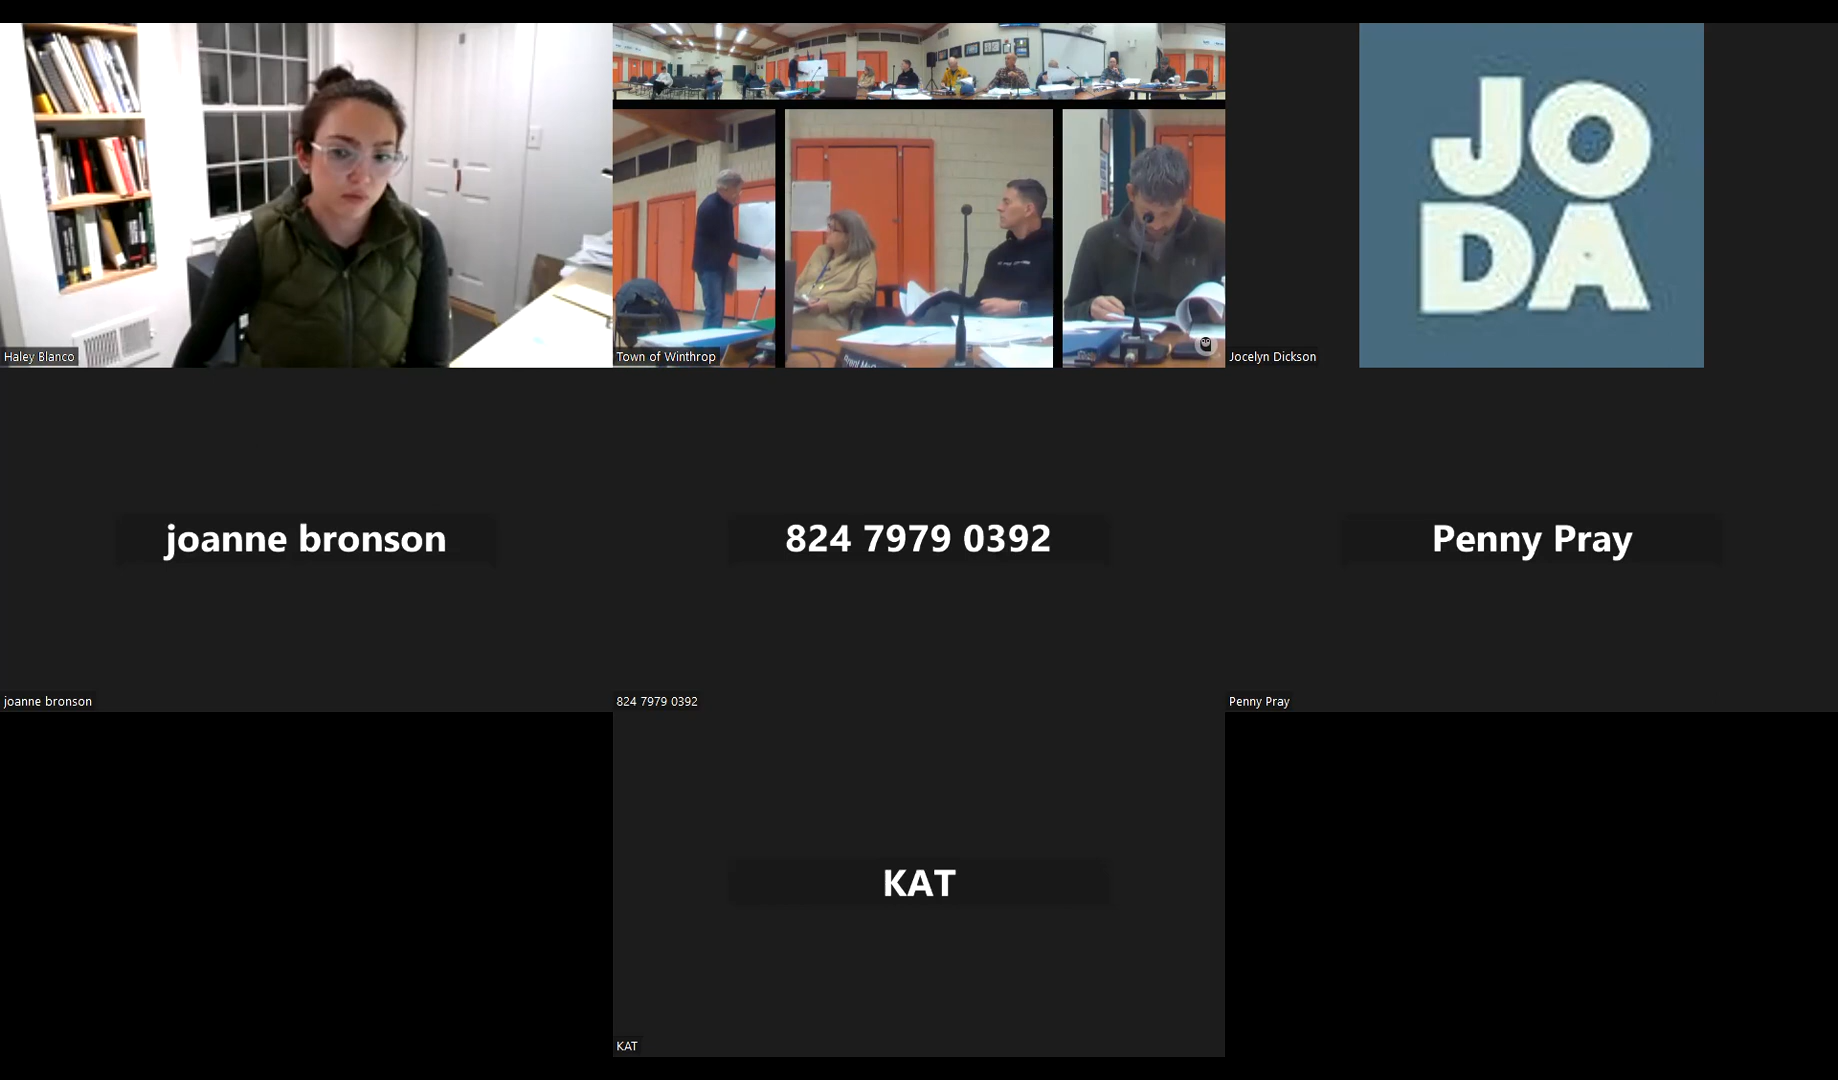 Haley Blanco
Town of Winthrop
JO
DA
Jocelyn Dickson
joanne bronson
824 7979 0392
Penny Pray
joanne bronson
824 7979 0392
Penny Pray
KAT
KAT